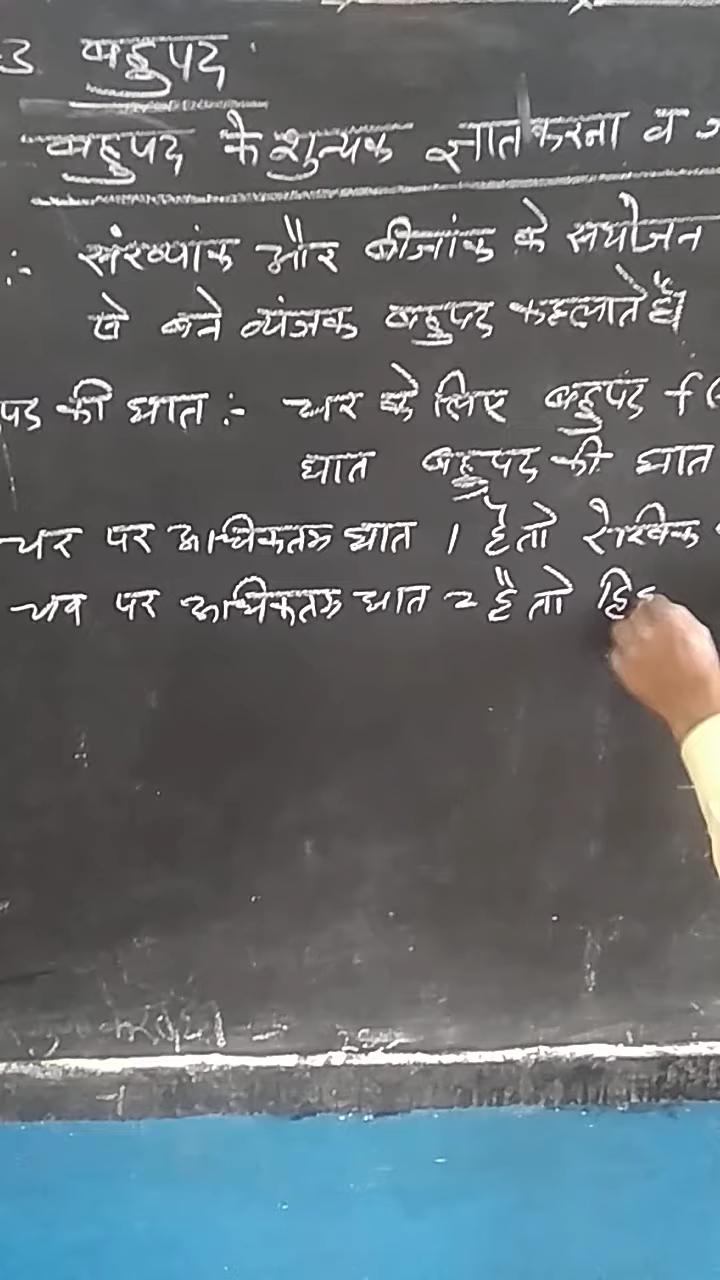 3 बहुपद
बहुपद के शुन्यक ज्ञात करना व
:- संख्यांक और बीजांक के सयोजन
से बने व्यंजक बहुपद कहलाते है।
पद की घात :- चर के लिए बहुपद f(
घात बहुपद की घात
चर पर अधिकतम घात 1 है तो रेखिक
चर पर अधिकतम घात 2 है तो द्वि